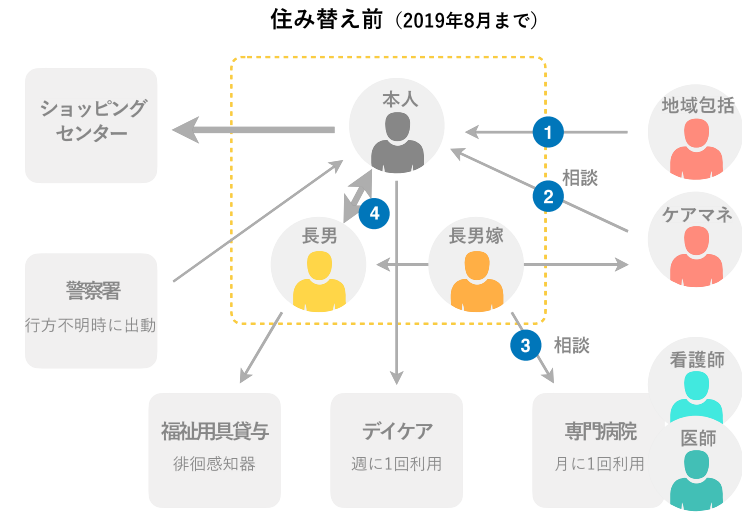 住み替え前（2019年8月まで）
ショッピング
センター
本人
地域包括
1
相談
2
ケアマネ
4
長男
長男嫁
警察署
行方不明時に出動
3
相談
看護師
福祉用具貸与
徘徊感知器
デイケア
週に1回利用
専門病院
月に1回利用
医師